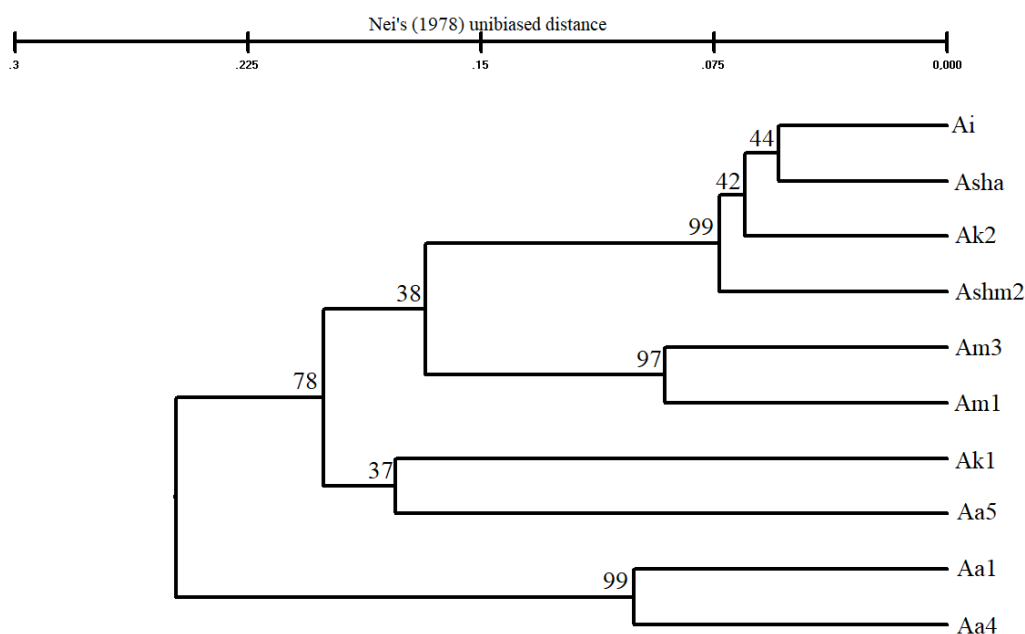 Nei's (1978) unibiased distance
.3 .225 .15 .075 0,000
Ai
44
Asha
42
Ak2
99
Ashm2
38
Am3
97
Am1
78
Ak1
37
Aa5
Aa1
99
Aa4